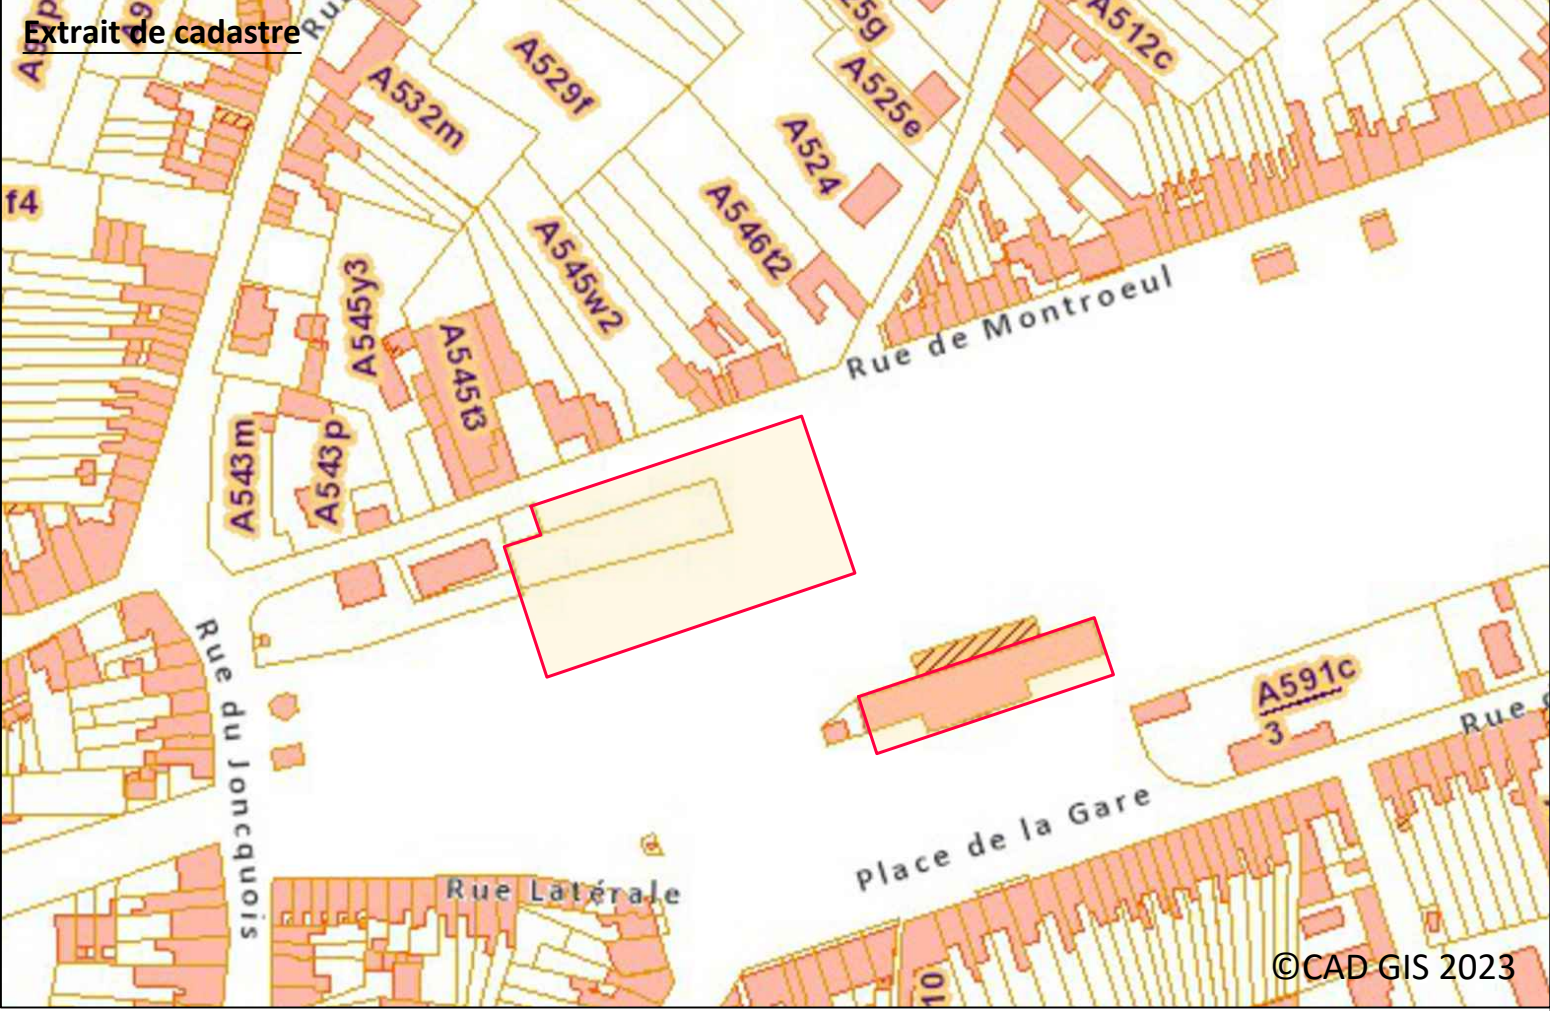 Extrait de cadastre
A512c
A529f
A532m
A525e
A524
f4
A546t2
A545w2
A545y3
A545t3
Rue de Montroeul
A543m
A543p
Rue du Joncquois
A591c
3
Rue
Place de la Gare
Rue Latérale
10
©CAD GIS 2023